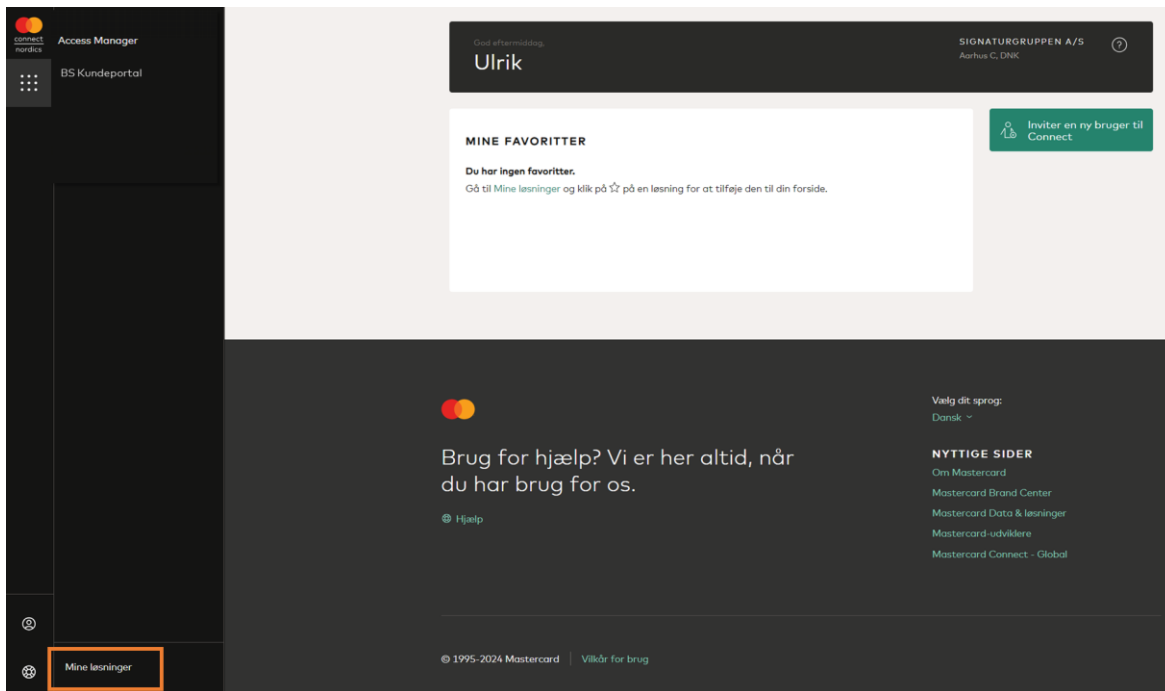 connect
nordics
Access Manager
BS Kundeportal
Mine løsninger
God eftermiddag,
Ulrik
SIGNATURGRUPPEN A/S
Aarhus C, DNK
MINE FAVORITTER
Du har ingen favoritter.
Gå til Mine løsninger og klik på ☆ på en løsning for at tilføje den til din forside.
Inviter en ny bruger til
Connect
Brug for hjælp? Vi er her altid, når
du har brug for os.
Hjælp
Vælg dit sprog:
Dansk
NYTTIGE SIDER
Om Mastercard
Mastercard Brand Center
Mastercard Data & løsninger
Mastercard-udviklere
Mastercard Connect - Global
© 1995-2024 Mastercard | Vilkår for brug